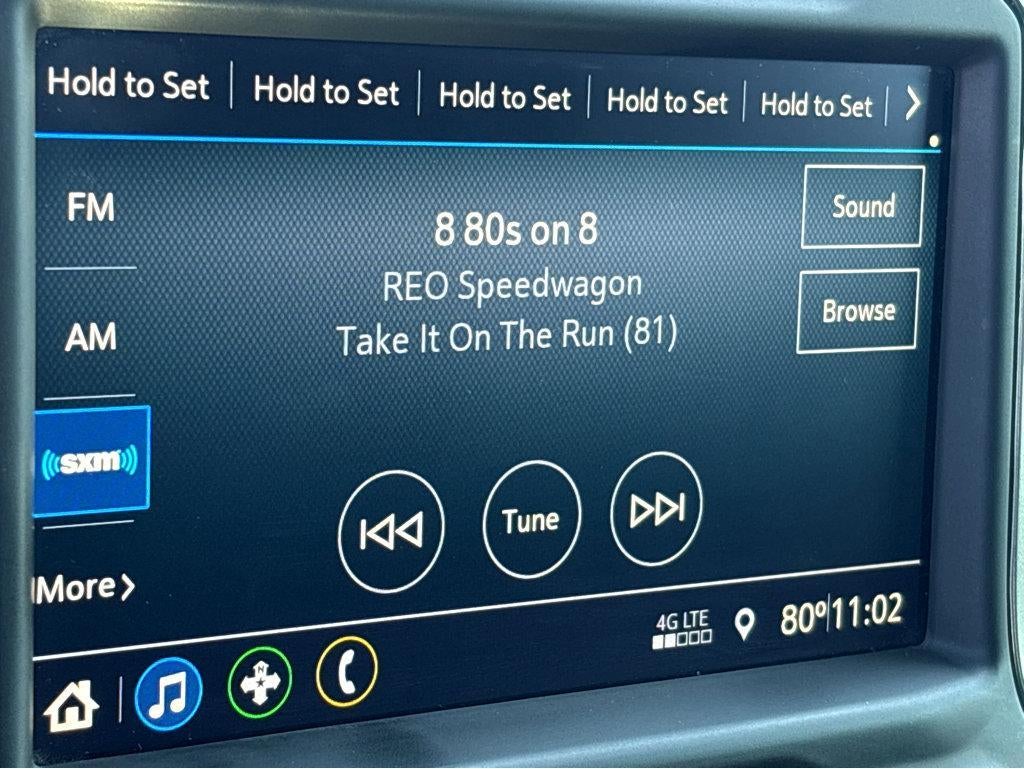 Hold to Set Hold to Set Hold to Set Hold to Set Hold to Set
FM
Sound
8 80s on 8
REO Speedwagon
Browse
AM
Take It On The Run (81)
sxm
Tune
More
4G LTE
80° 11:02
N